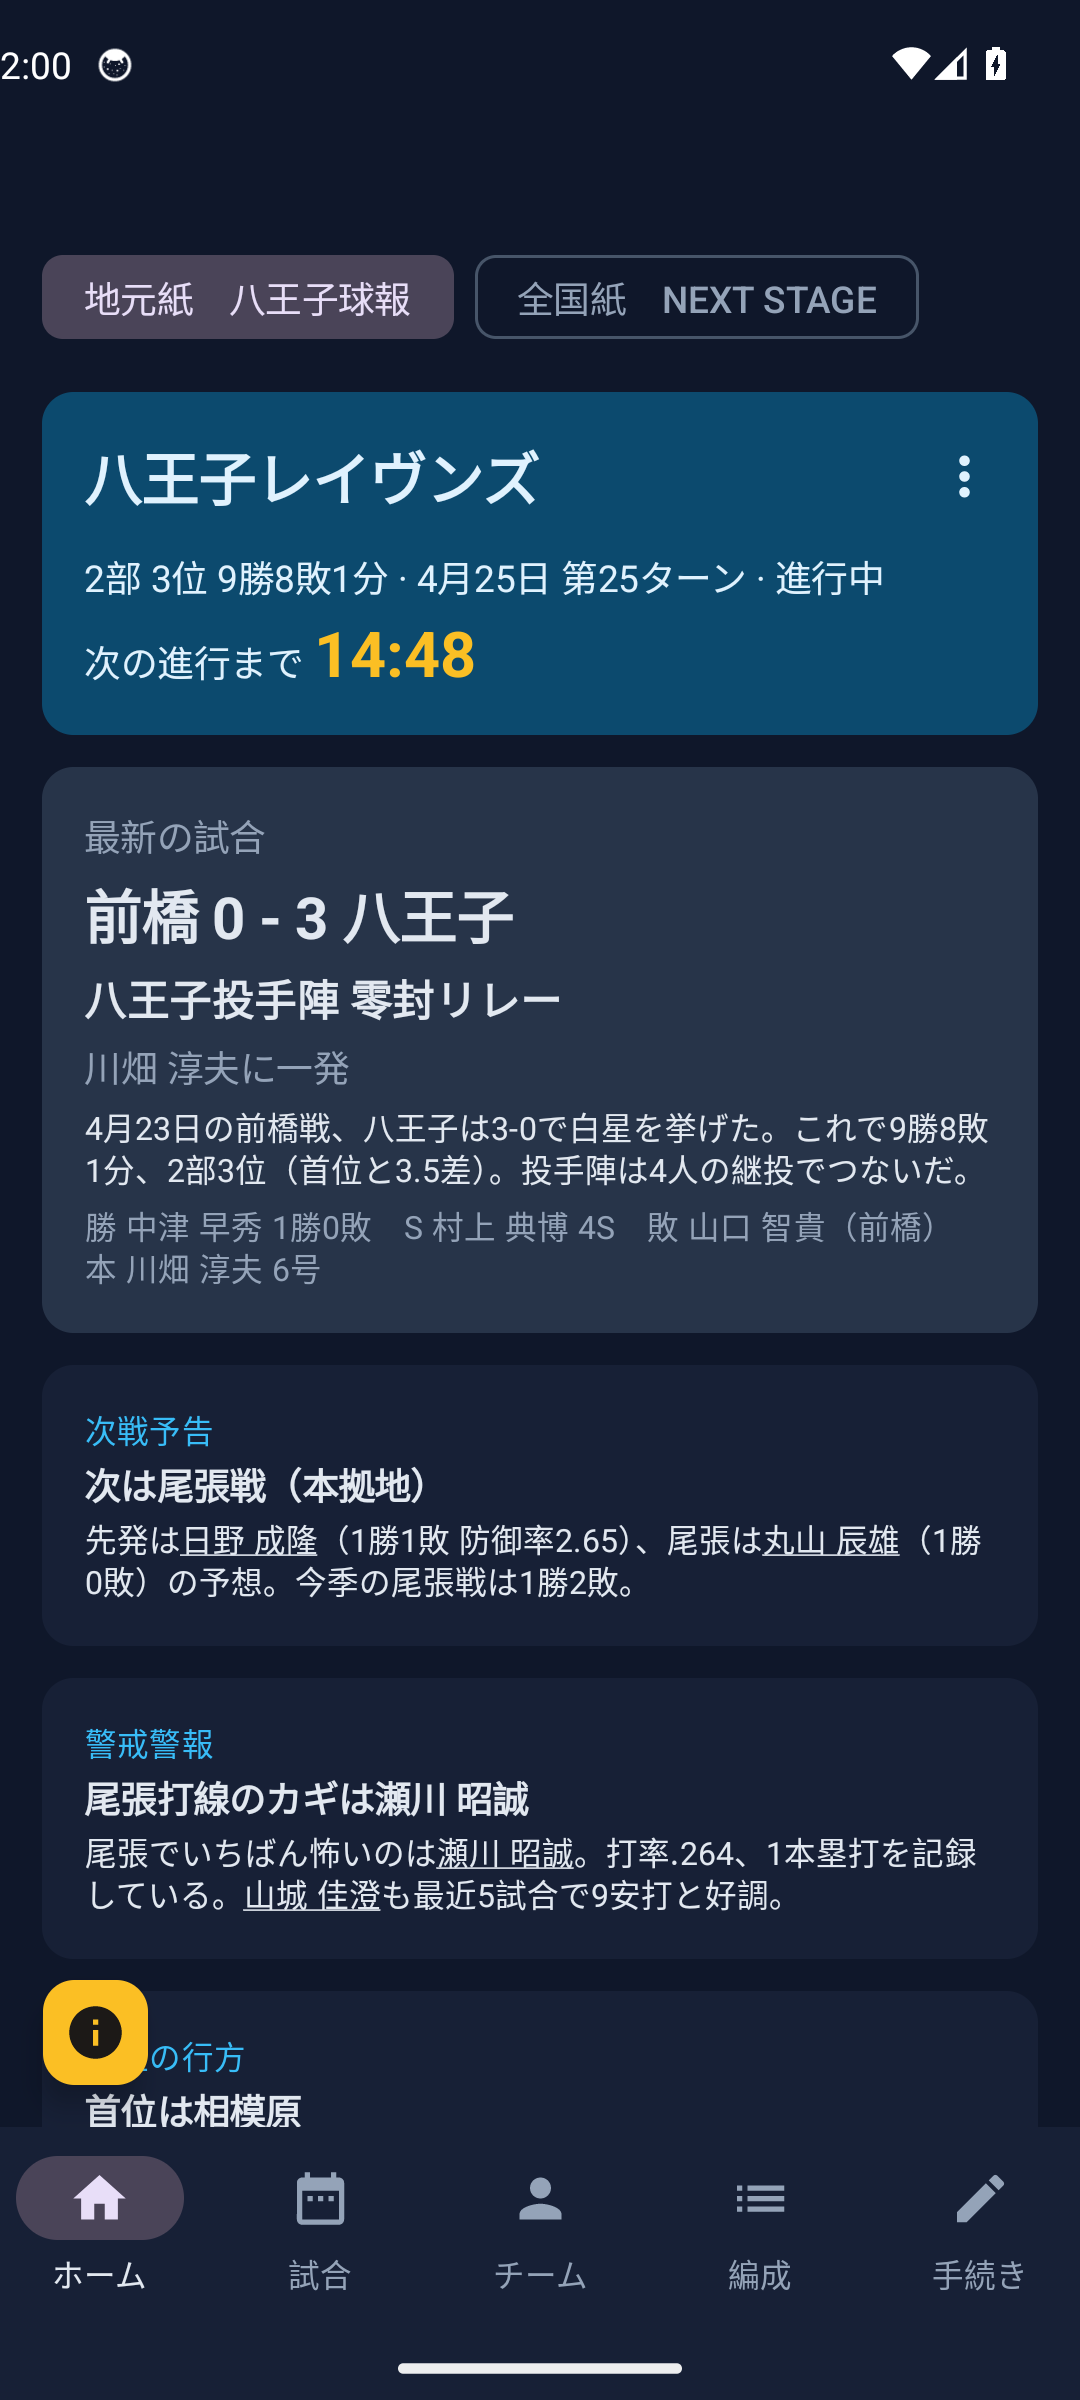 2:00
地元紙　八王子球報
全国紙　NEXT STAGE
八王子レイヴンズ
2部 3位 9勝8敗1分 · 4月25日 第25ターン · 進行中
次の進行まで 14:48
最新の試合
前橋 0 - 3 八王子
八王子投手陣 零封リレー
川畑 淳夫に一発
4月23日の前橋戦、八王子は3-0で白星を挙げた。これで9勝8敗
1分、2部3位（首位と3.5差）。投手陣は4人の継投でつないだ。
勝 中津 早秀 1勝0敗　S 村上 典博 4S　敗 山口 智貴（前橋）
本 川畑 淳夫 6号
次戦予告
次は尾張戦（本拠地）
先発は日野 成隆（1勝1敗 防御率2.65）、尾張は丸山 辰雄（1勝
0敗）の予想。今季の尾張戦は1勝2敗。
警戒警報
尾張打線のカギは瀬川 昭誠
尾張でいちばん怖いのは瀬川 昭誠。打率.264、1本塁打を記録
している。山城 佳澄も最近5試合で9安打と好調。
の行方
首位は相模原
ホーム
試合
チーム
編成
手続き